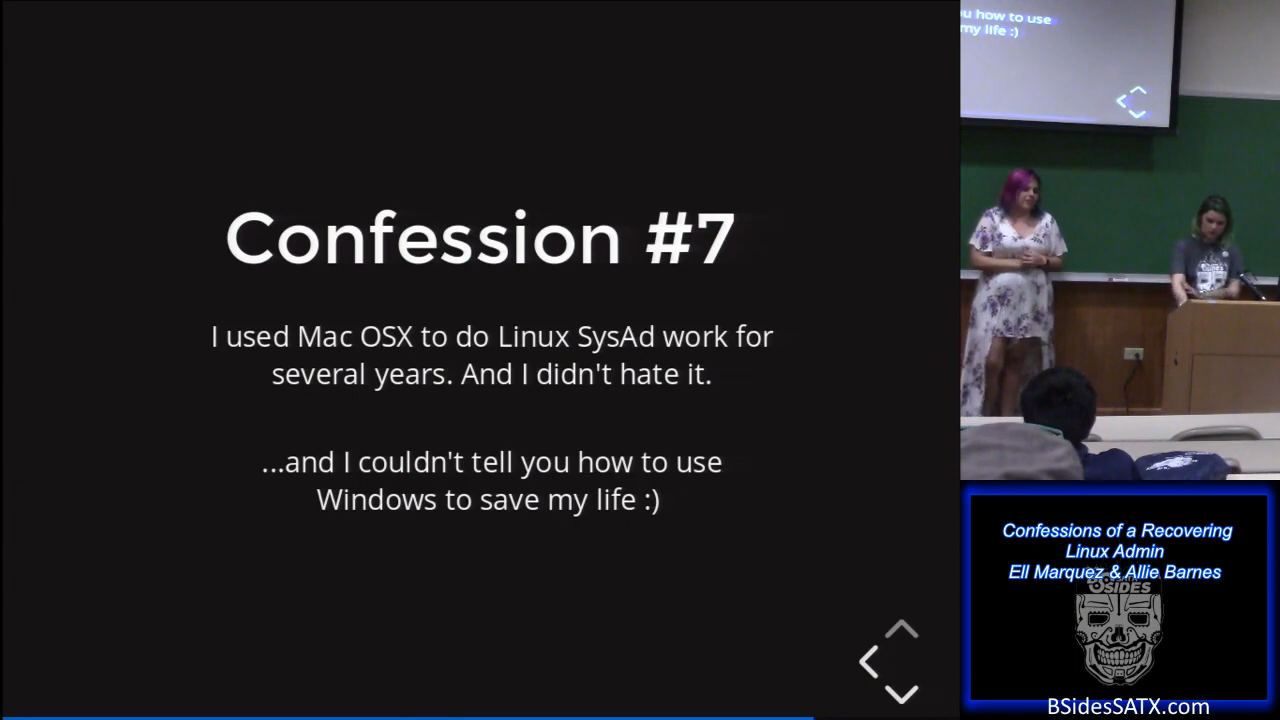 Confession #7
I used Mac OSX to do Linux SysAd work for
several years. And I didn't hate it.
...and I couldn't tell you how to use
Windows to save my life :)
u how to use
my life :)
Confessions of a Recovering
Linux Admin
Ell Marquez & Allie Barnes
BSIDES
BSidesSATX.com